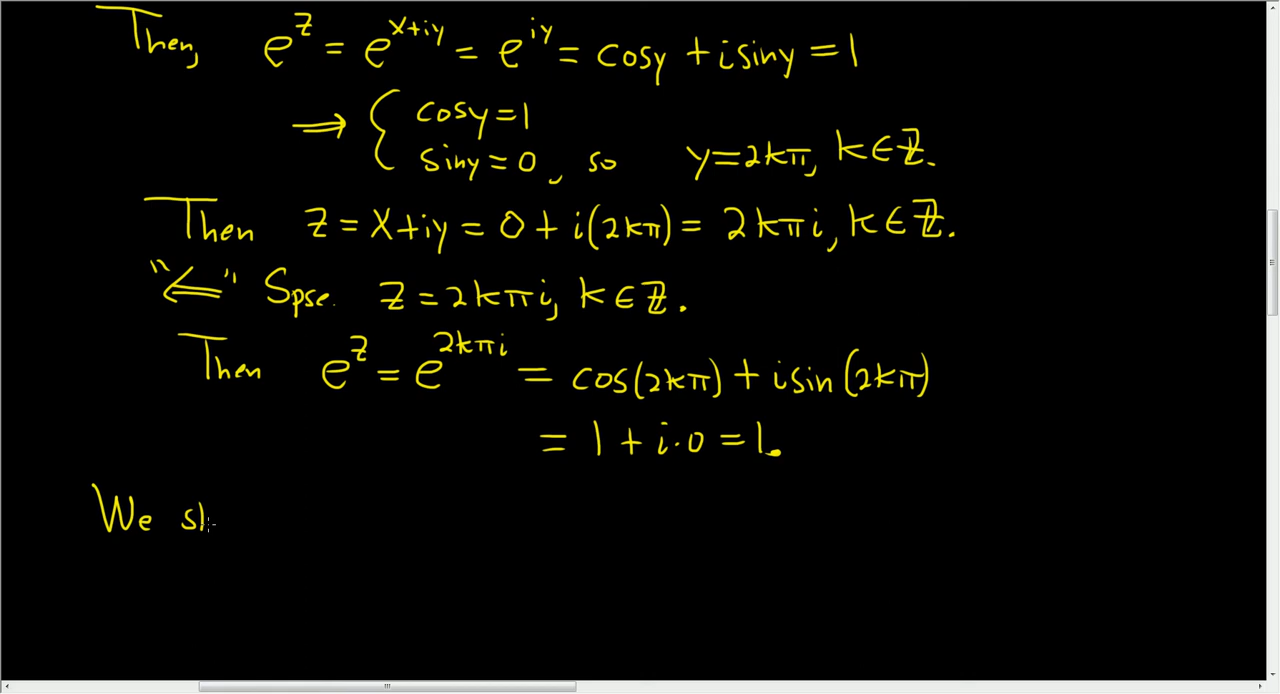 Then, e^z = e^{x+iy} = e^{iy} = cosy + isiny = 1
⟹ { cosy = 1
siny = 0, so y = 2kπ, k ∈ ℤ.
Then z = x+iy = 0 + i(2kπ) = 2kπi, k ∈ ℤ.
"⟸" Spse. z = 2kπi, k ∈ ℤ.
Then e^z = e^{2kπi} = cos(2kπ) + isin(2kπ)
= 1 + i·0 = 1.
We